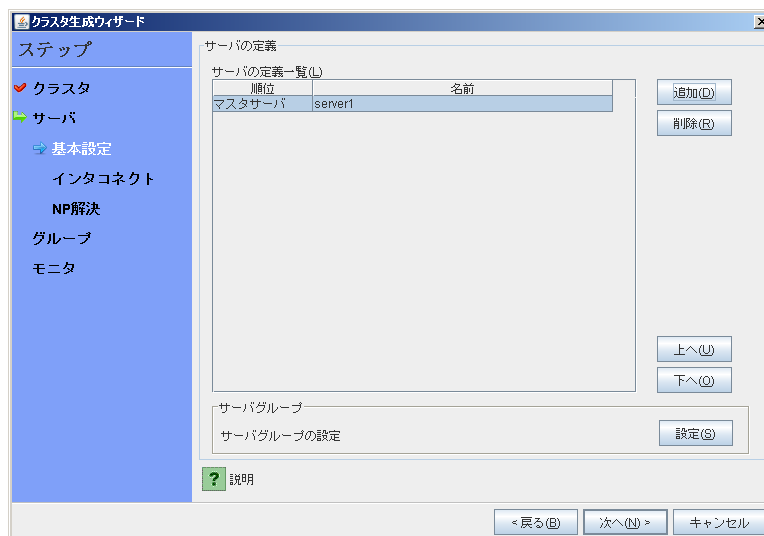 クラスタ生成ウィザード
ステップ
クラスタ
サーバ
基本設定
インタコネクト
NP解決
グループ
モニタ
サーバの定義
サーバの定義一覧(L)
順位 名前
マスタサーバ server1
追加(D)
削除(R)
上へ(U)
下へ(O)
サーバグループ
サーバグループの設定 設定(S)
? 説明
<戻る(B) 次へ(N)> キャンセル